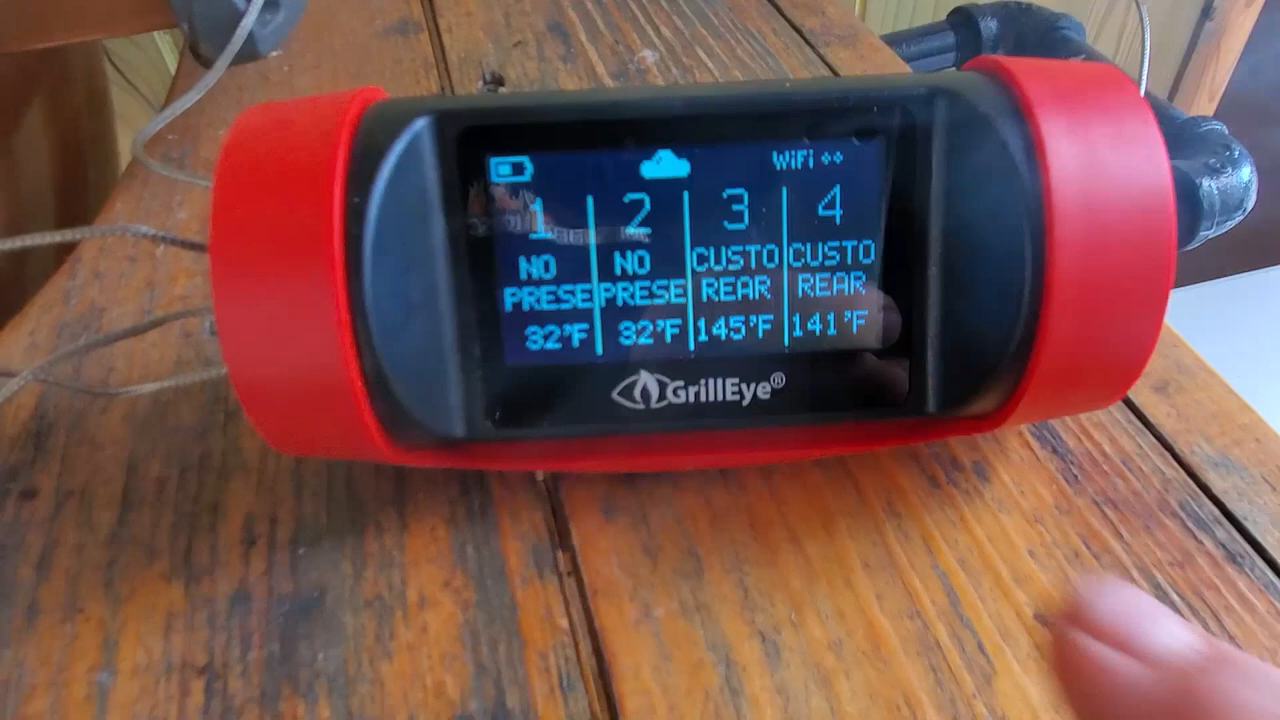 WiFi
1 2 3 4
NO NO CUSTO CUSTO
PRESE PRESE REAR REAR
32°F 32°F 145°F 141°F
GrillEye®